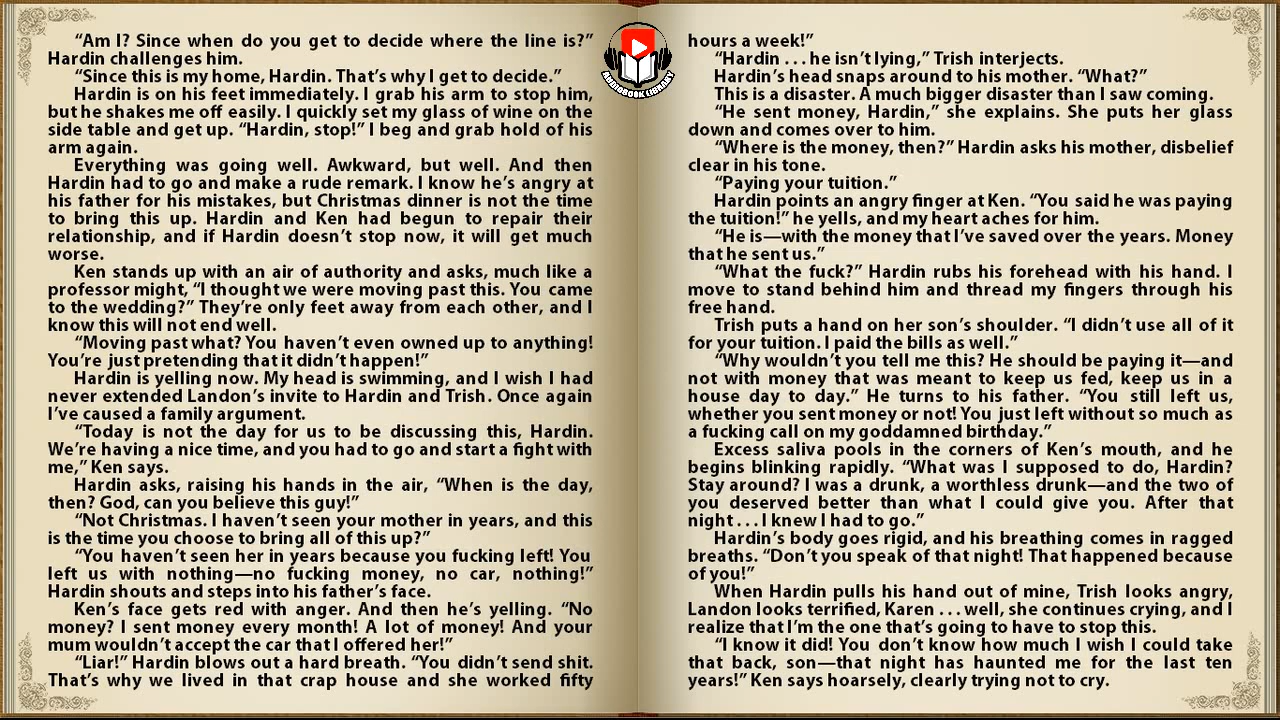 “Am I? Since when do you get to decide where the line is?”
Hardin challenges him.
“Since this is my home, Hardin. That’s why I get to decide.”
Hardin is on his feet immediately. I grab his arm to stop him,
but he shakes me off easily. I quickly set my glass of wine on the
side table and get up. “Hardin, stop!” I beg and grab hold of his
arm again.
Everything was going well. Awkward, but well. And then
Hardin had to go and make a rude remark. I know he’s angry at
his father for his mistakes, but Christmas dinner is not the time
to bring this up. Hardin and Ken had begun to repair their
relationship, and if Hardin doesn’t stop now, it will get much
worse.
Ken stands up with an air of authority and asks, much like a
professor might, “I thought we were moving past this. You came
to the wedding?” They’re only feet away from each other, and I
know this will not end well.
“Moving past what? You haven’t even owned up to anything!
You’re just pretending that it didn’t happen!”
Hardin is yelling now. My head is swimming, and I wish I had
never extended Landon’s invite to Hardin and Trish. Once again
I’ve caused a family argument.
“Today is not the day for us to be discussing this, Hardin.
We’re having a nice time, and you had to go and start a fight with
me,” Ken says.
Hardin asks, raising his hands in the air, “When is the day,
then? God, can you believe this guy!”
“Not Christmas. I haven’t seen your mother in years, and this
is the time you choose to bring all of this up?”
“You haven’t seen her in years because you fucking left! You
left us with nothing—no fucking money, no car, nothing!”
Hardin shouts and steps into his father’s face.
Ken’s face gets red with anger. And then he’s yelling. “No
money? I sent money every month! A lot of money! And your
mum wouldn’t accept the car that I offered her!”
“Liar!” Hardin blows out a hard breath. “You didn’t send shit.
That’s why we lived in that crap house and she worked fifty
AUDIOBOOK LIBRARY
hours a week!”
“Hardin . . . he isn’t lying,” Trish interjects.
Hardin’s head snaps around to his mother. “What?”
This is a disaster. A much bigger disaster than I saw coming.
“He sent money, Hardin,” she explains. She puts her glass
down and comes over to him.
“Where is the money, then?” Hardin asks his mother, disbelief
clear in his tone.
“Paying your tuition.”
Hardin points an angry finger at Ken. “You said he was paying
the tuition!” he yells, and my heart aches for him.
“He is—with the money that I’ve saved over the years. Money
that he sent us.”
“What the fuck?” Hardin rubs his forehead with his hand. I
move to stand behind him and thread my fingers through his
free hand.
Trish puts a hand on her son’s shoulder. “I didn’t use all of it
for your tuition. I paid the bills as well.”
“Why wouldn’t you tell me this? He should be paying it—and
not with money that was meant to keep us fed, keep us in a
house day to day.” He turns to his father. “You still left us,
whether you sent money or not! You just left without so much as
a fucking call on my goddamned birthday.”
Excess saliva pools in the corners of Ken’s mouth, and he
begins blinking rapidly. “What was I supposed to do, Hardin?
Stay around? I was a drunk, a worthless drunk—and the two of
you deserved better than what I could give you. After that
night . . . I knew I had to go.”
Hardin’s body goes rigid, and his breathing comes in ragged
breaths. “Don’t you speak of that night! That happened because
of you!”
When Hardin pulls his hand out of mine, Trish looks angry,
Landon looks terrified, Karen . . . well, she continues crying, and I
realize that I’m the one that’s going to have to stop this.
“I know it did! You don’t know how much I wish I could take
that back, son—that night has haunted me for the last ten
years!” Ken says hoarsely, clearly trying not to cry.